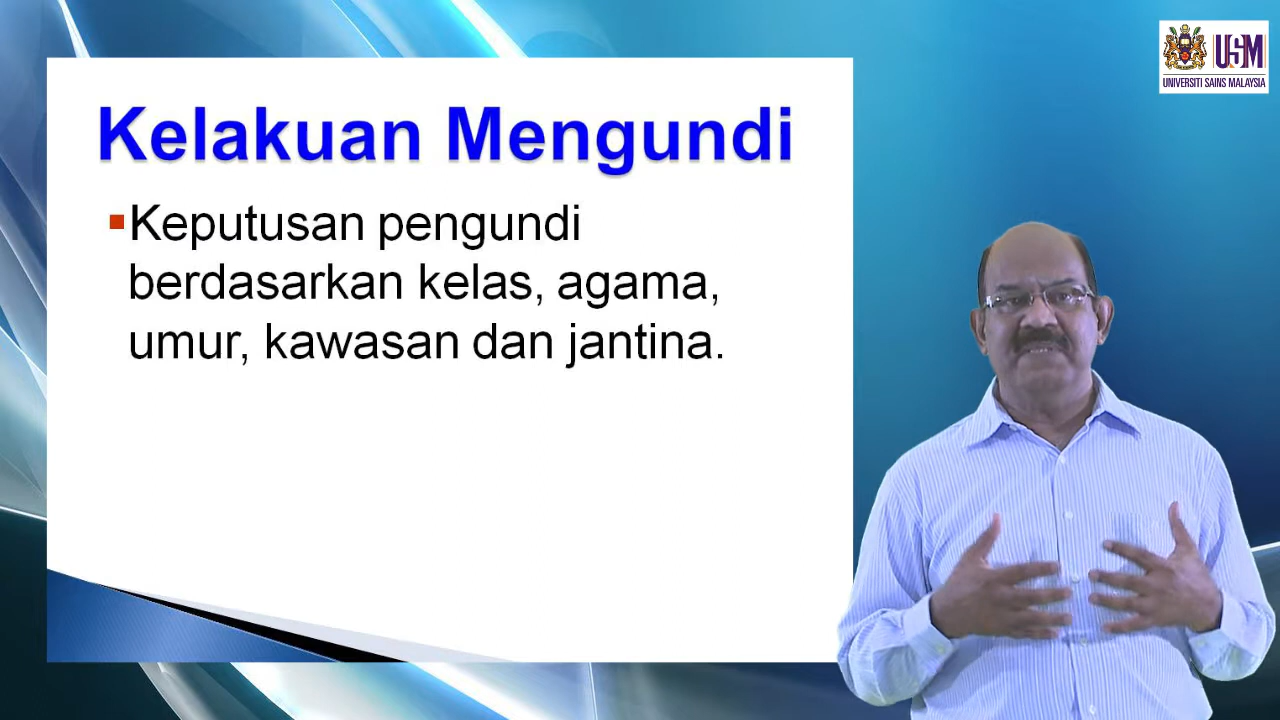 USM
UNIVERSITI SAINS MALAYSIA
Kelakuan Mengundi
Keputusan pengundi
berdasarkan kelas, agama,
umur, kawasan dan jantina.